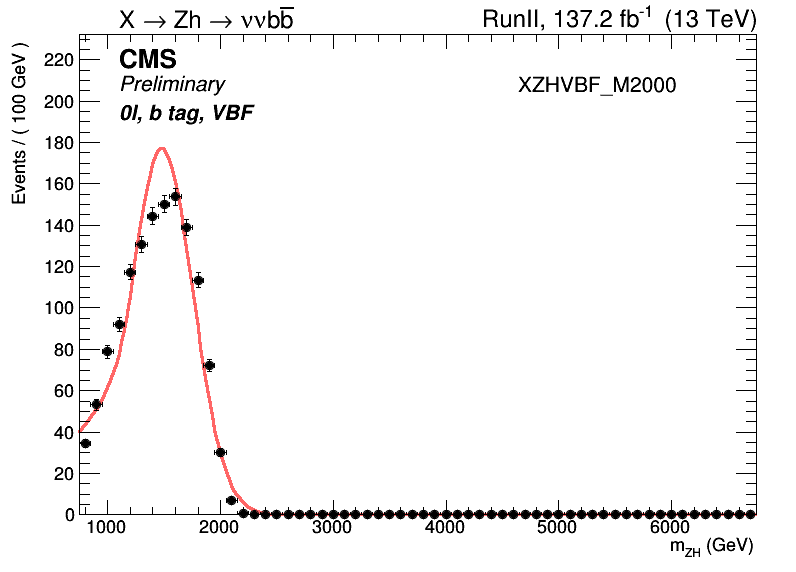 X → Zh → ννbb̅
RunII, 137.2 fb⁻¹ (13 TeV)
CMS
Preliminary
0l, b tag, VBF
XZHVBF_M2000
Events / ( 100 GeV )
220
200
180
160
140
120
100
80
60
40
20
0
1000 2000 3000 4000 5000 6000
m_ZH (GeV)